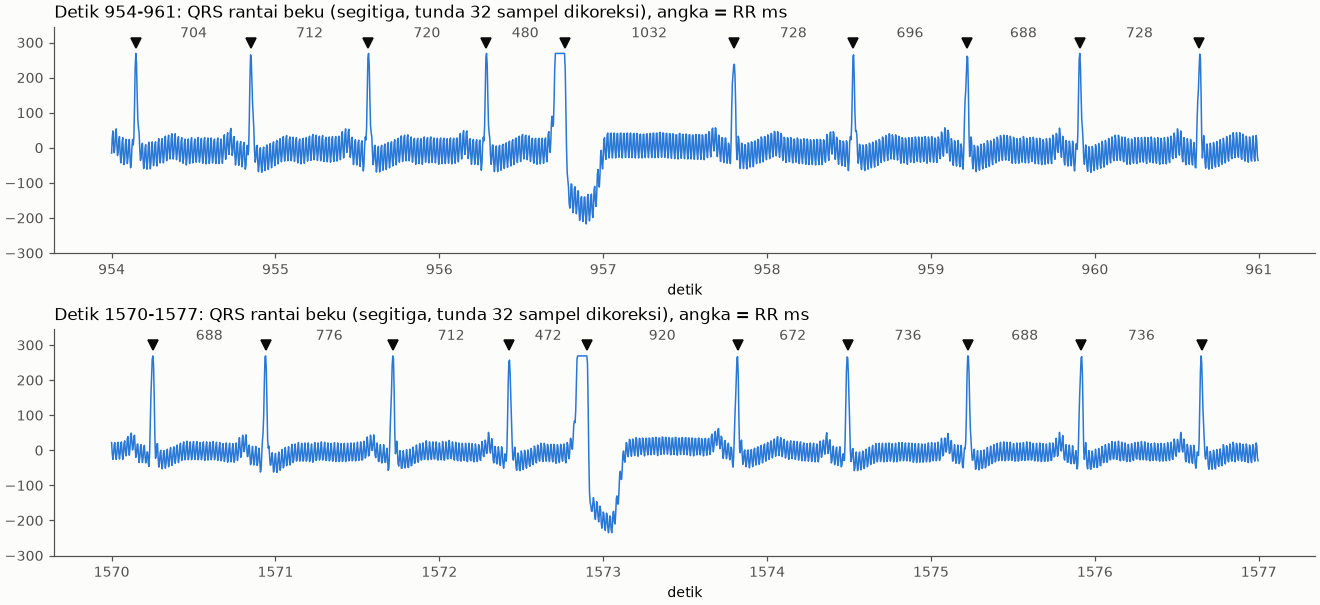 Detik 954-961: QRS rantai beku (segitiga, tunda 32 sampel dikoreksi), angka = RR ms
704 712 720 480 1032 728 696 688 728
300
200
100
0
−100
−200
−300
954 955 956 957 958 959 960 961
detik
Detik 1570-1577: QRS rantai beku (segitiga, tunda 32 sampel dikoreksi), angka = RR ms
688 776 712 472 920 672 736 688 736
300
200
100
0
−100
−200
−300
1570 1571 1572 1573 1574 1575 1576 1577
detik